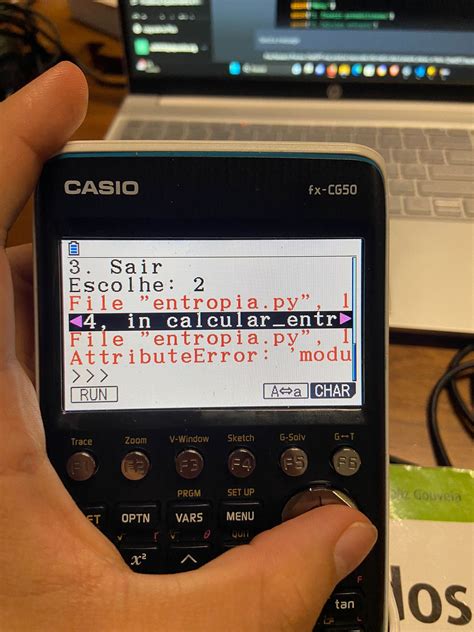 CASIO
fx-CG50
3. Sair
Escolhe: 2
File "entropia.py", l
4, in calcular_entr
File "entropia.py", l
AttributeError: 'modu
>>>
RUN
A⇔a
CHAR
Trace
Zoom
V-Window
Sketch
G-Solv
G↔T
F1
F2
F3
F4
F5
F6
PRGM
SET UP
OPTN
VARS
MENU
QUIT
x²
^
F
tan
Gouveia